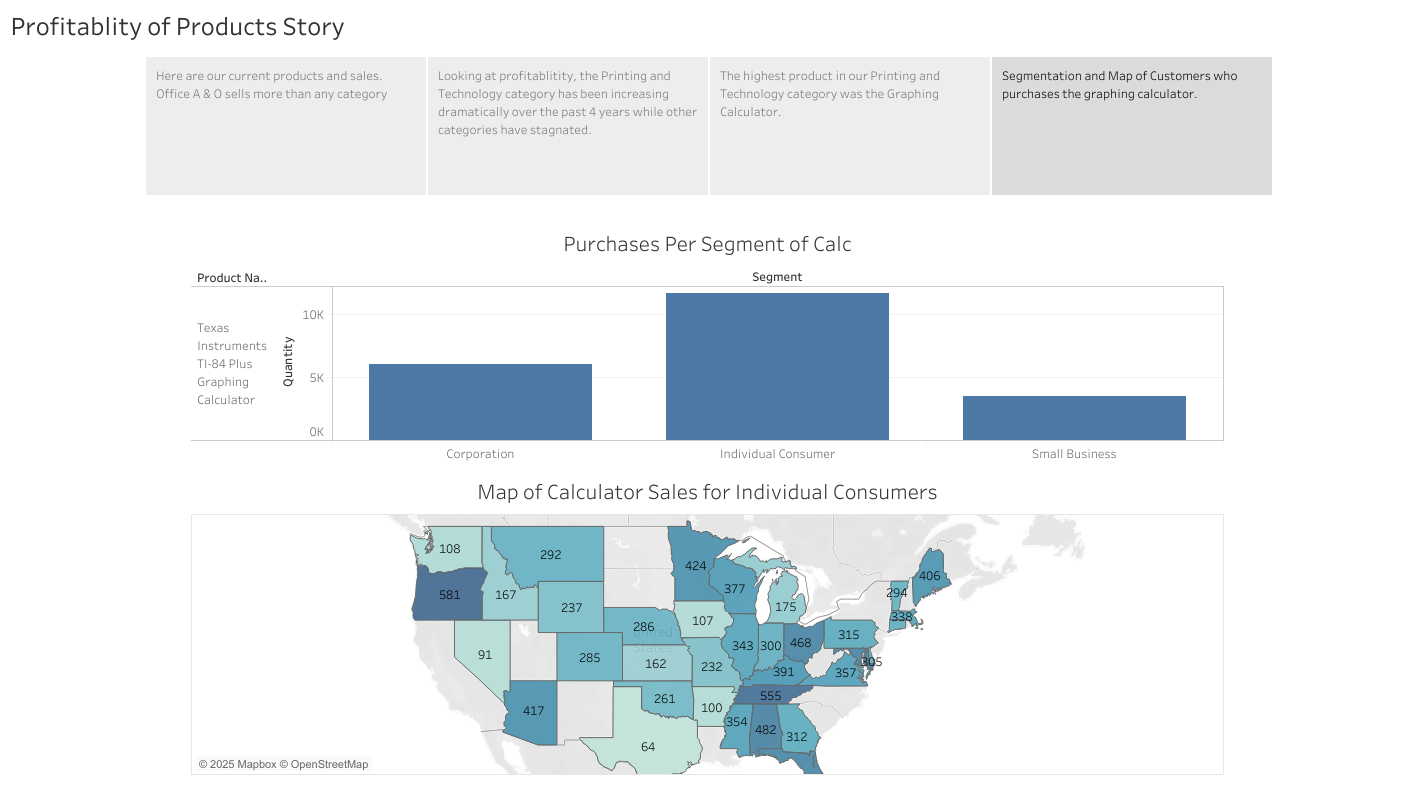 Profitablity of Products Story
Here are our current products and sales.
Office A & O sells more than any category
Looking at profitablitity, the Printing and
Technology category has been increasing
dramatically over the past 4 years while other
categories have stagnated.
The highest product in our Printing and
Technology category was the Graphing
Calculator.
Segmentation and Map of Customers who
purchases the graphing calculator.
Purchases Per Segment of Calc
Product Na..
Segment
Texas
Instruments
TI-84 Plus
Graphing
Calculator
Quantity
10K
5K
0K
Corporation
Individual Consumer
Small Business
Map of Calculator Sales for Individual Consumers
108
292
424
406
581
167
237
377
175
294
338
286
107
315
91
285
162
232
343
300
468
305
391
357
417
261
100
555
354
482
312
64
United
States
© 2025 Mapbox © OpenStreetMap